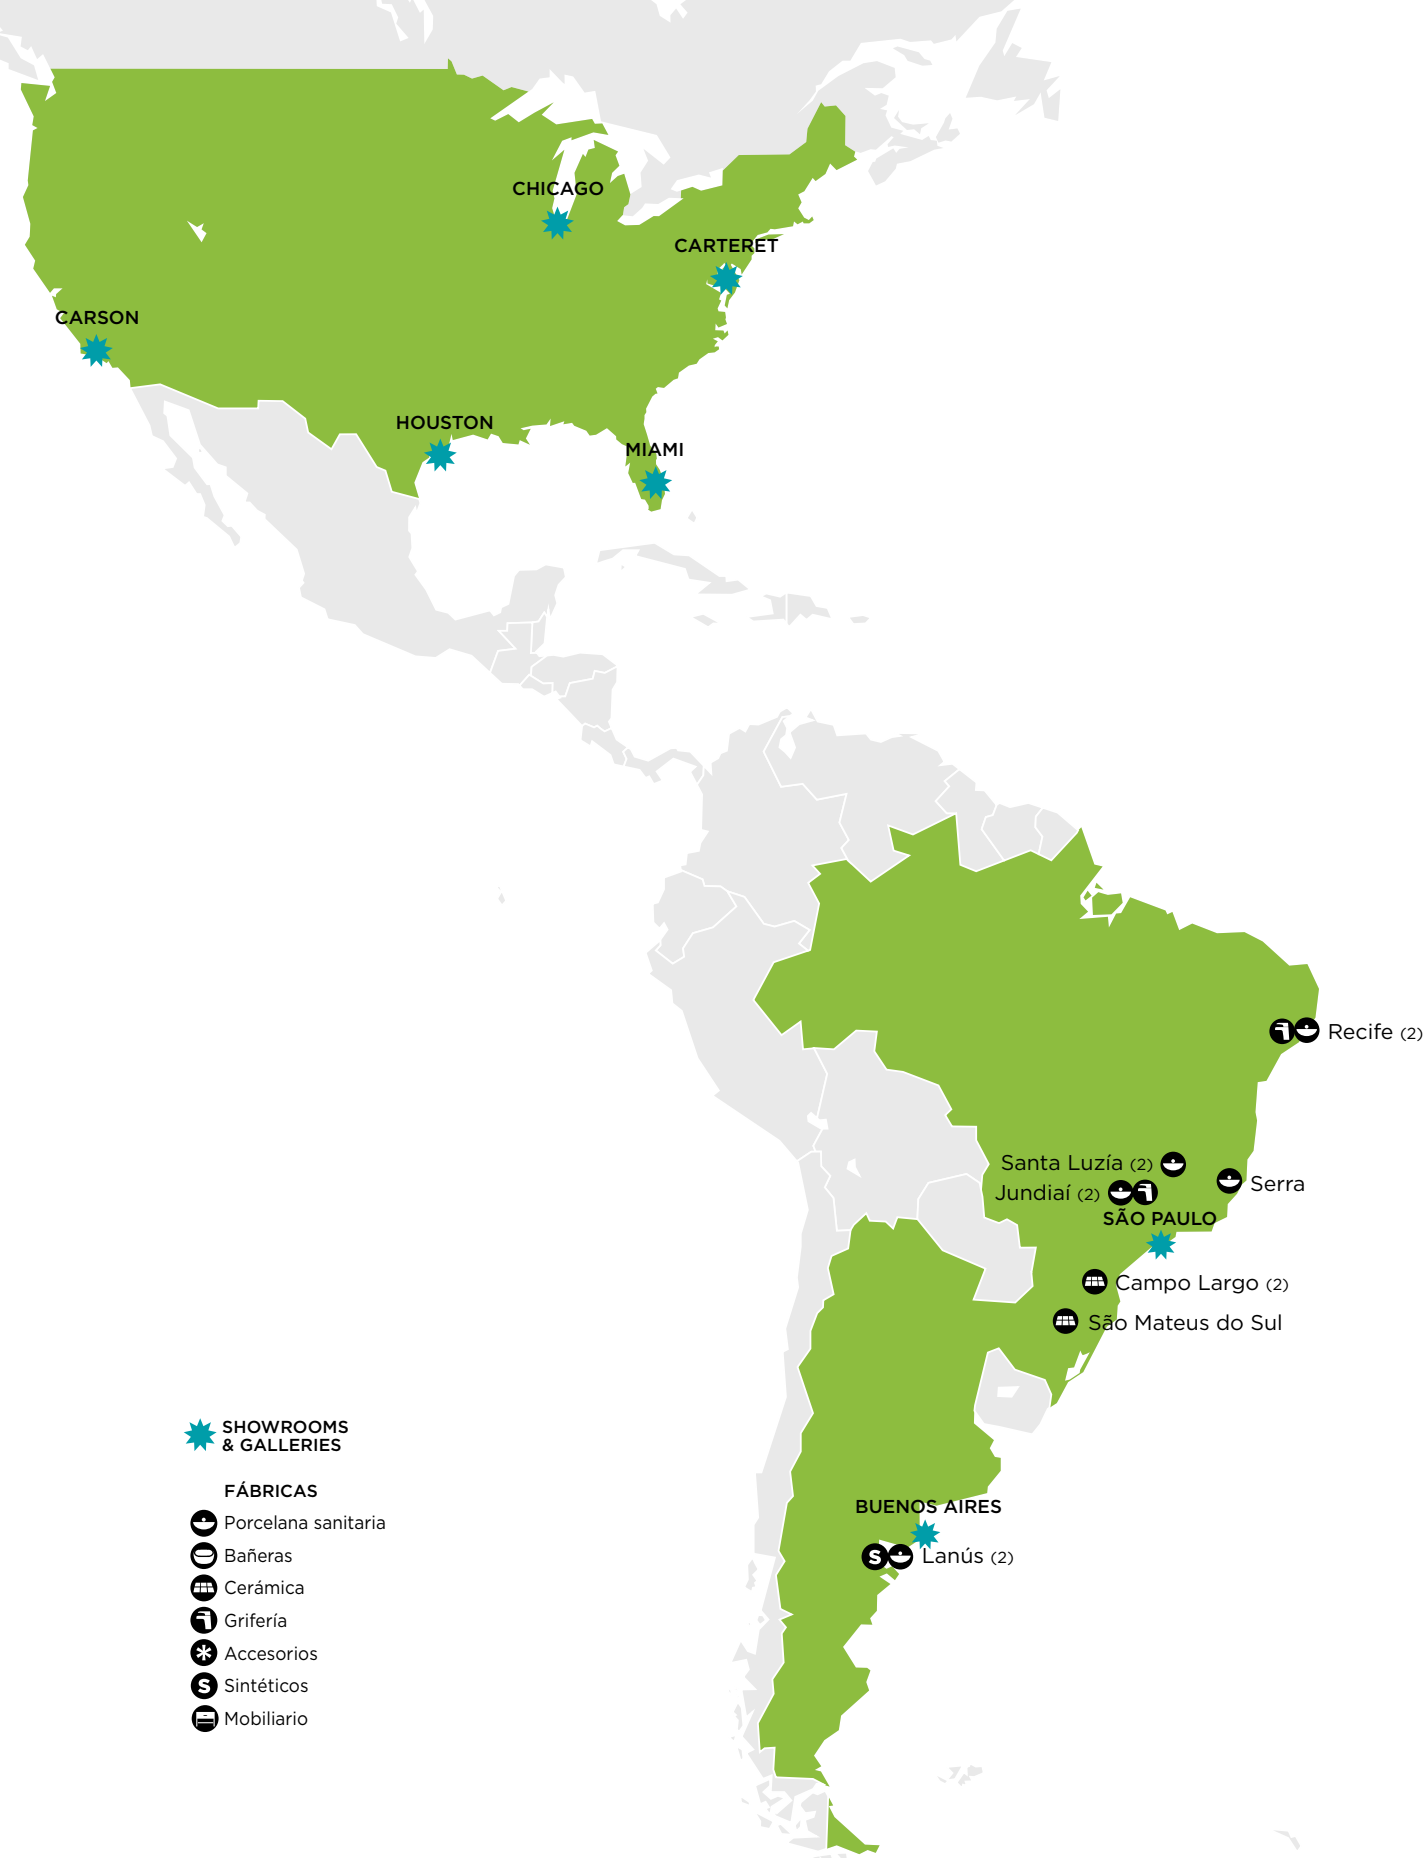 CHICAGO
CARTERET
CARSON
HOUSTON
MIAMI
Recife (2)
Santa Luzía (2)
Serra
Jundiaí (2)
SÃO PAULO
Campo Largo (2)
São Mateus do Sul
BUENOS AIRES
Lanús (2)
SHOWROOMS
& GALLERIES
FÁBRICAS
Porcelana sanitaria
Bañeras
Cerámica
Grifería
Accesorios
S Sintéticos
Mobiliario
S